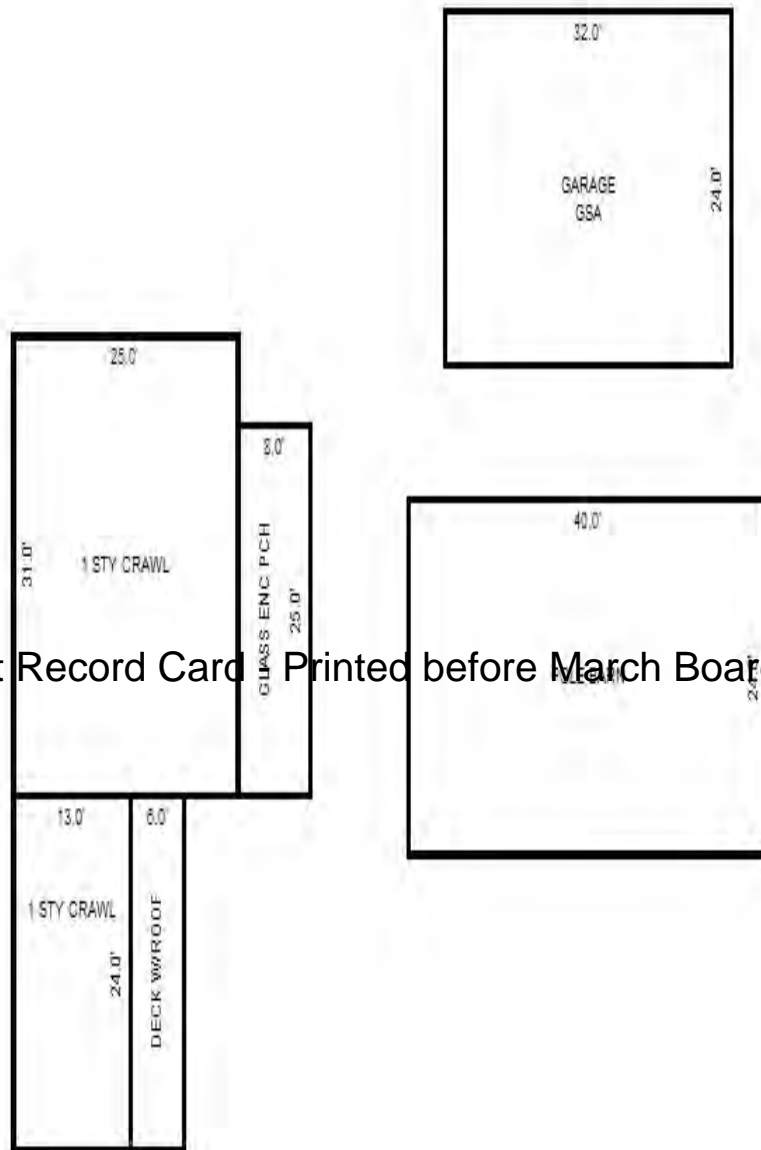 32.0'
GARAGE
GSA
24.0'
25.0'
31.0'
1 STY CRAWL
8.0'
GLASS ENC PCH
25.0'
40.0'
Record Card Printed before March
13.0'
6.0'
1 STY CRAWL
24.0'
DECK W/ROOF